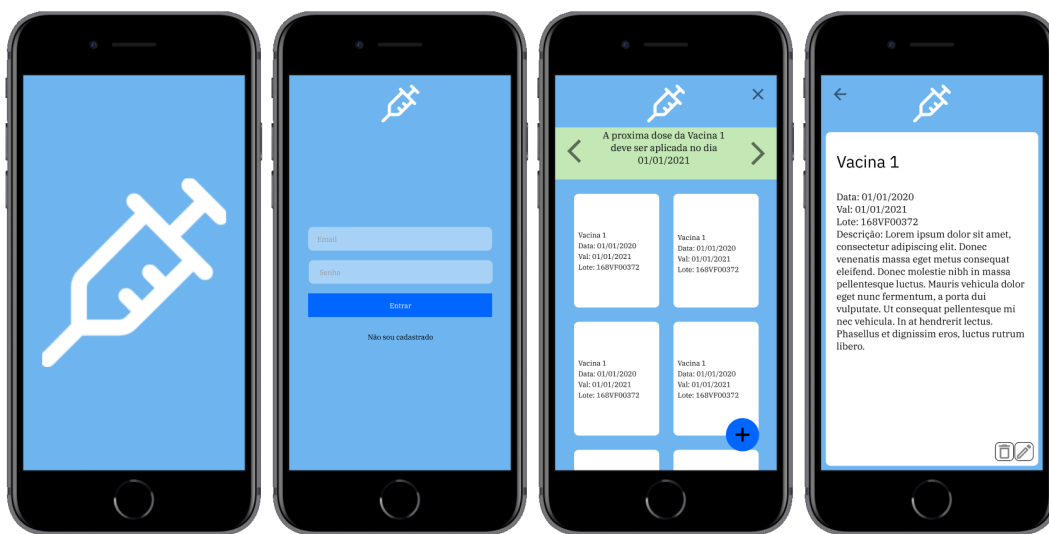 Email
Senha
Entrar
Não sou cadastrado
A proxima dose da Vacina 1
deve ser aplicada no dia
01/01/2021
Vacina 1
Data: 01/01/2020
Val: 01/01/2021
Lote: 168VF00372
Vacina 1
Data: 01/01/2020
Val: 01/01/2021
Lote: 168VF00372
Vacina 1
Data: 01/01/2020
Val: 01/01/2021
Lote: 168VF00372
Vacina 1
Data: 01/01/2020
Val: 01/01/2021
Lote: 168VF00372
Vacina 1
Data: 01/01/2020
Val: 01/01/2021
Lote: 168VF00372
Descrição: Lorem ipsum dolor sit amet,
consectetur adipiscing elit. Donec
venenatis massa eget metus consequat
eleifend. Donec molestie nibh in massa
pellentesque luctus. Mauris vehicula dolor
eget nunc fermentum, a porta dui
vulputate. Ut consequat pellentesque mi
nec vehicula. In at hendrerit lectus.
Phasellus et dignissim eros, luctus rutrum
libero.